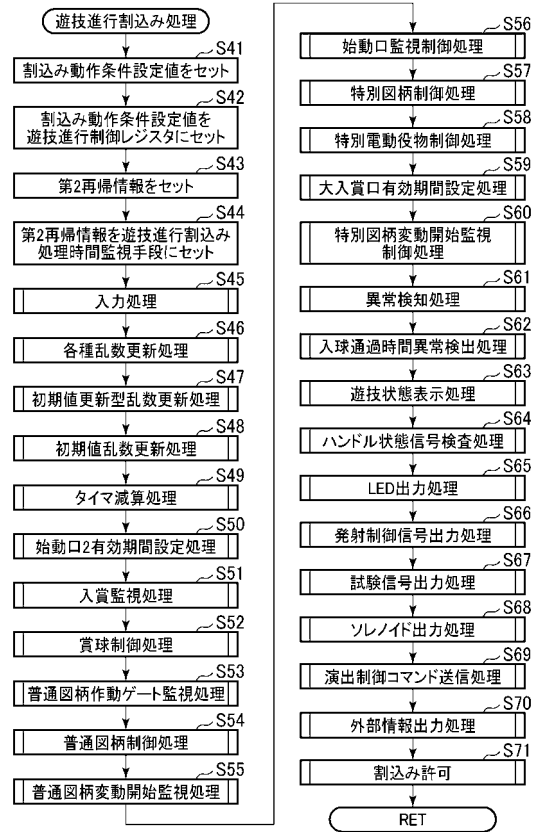 遊技進行割込み処理
S41
割込み動作条件設定値をセット
S42
割込み動作条件設定値を
遊技進行制御レジスタにセット
S43
第2再帰情報をセット
S44
第2再帰情報を遊技進行割込み
処理時間監視手段にセット
S45
入力処理
S46
各種乱数更新処理
S47
初期値更新型乱数更新処理
S48
初期値乱数更新処理
S49
タイマ減算処理
S50
始動口2有効期間設定処理
S51
入賞監視処理
S52
賞球制御処理
S53
普通図柄作動ゲート監視処理
S54
普通図柄制御処理
S55
普通図柄変動開始監視処理
S56
始動口監視制御処理
S57
特別図柄制御処理
S58
特別電動役物制御処理
S59
大入賞口有効期間設定処理
S60
特別図柄変動開始監視
制御処理
S61
異常検知処理
S62
入球通過時間異常検出処理
S63
遊技状態表示処理
S64
ハンドル状態信号検査処理
S65
LED出力処理
S66
発射制御信号出力処理
S67
試験信号出力処理
S68
ソレノイド出力処理
S69
演出制御コマンド送信処理
S70
外部情報出力処理
S71
割込み許可
RET